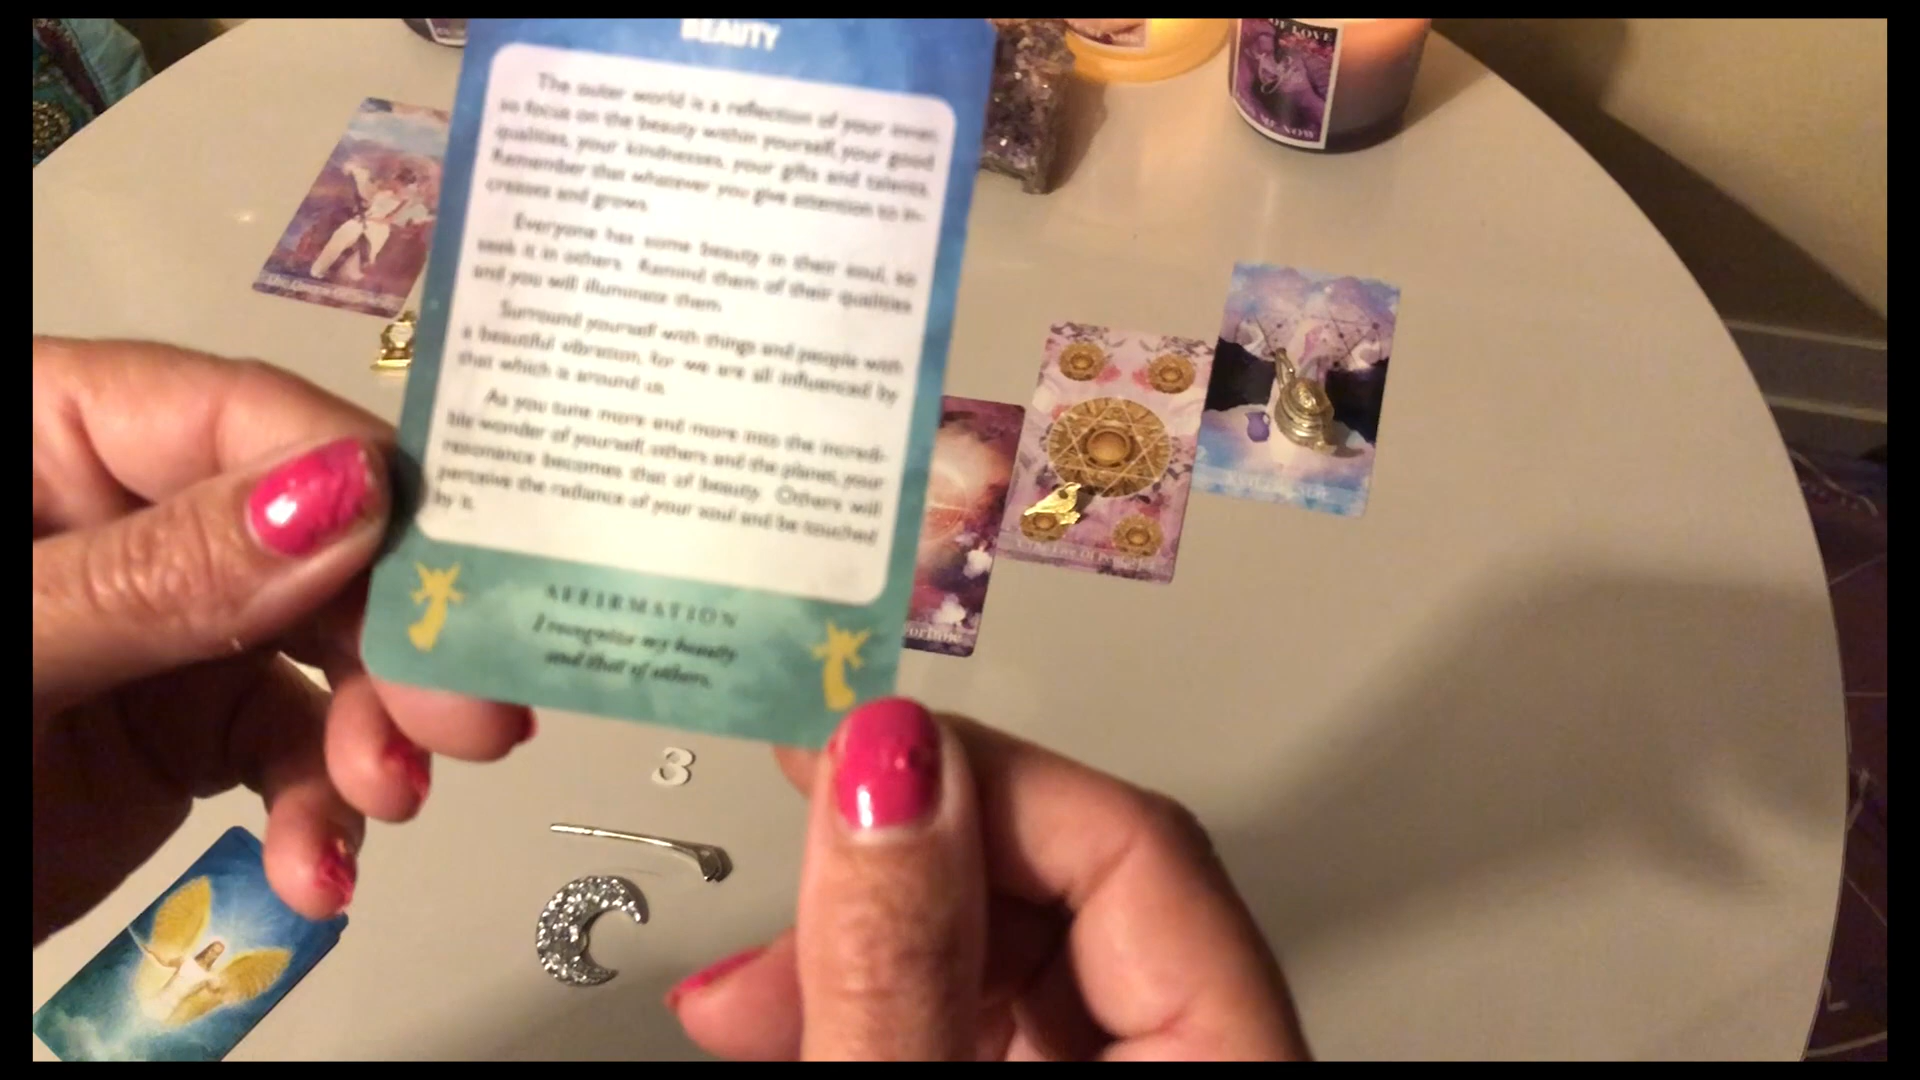 BEAUTY
The outer world is a reflection of your inner,
so focus on the beauty within yourself, your good
qualities, your kindnesses, your gifts and talents.
Remember that whatever you give attention to in-
creases and grows.
Everyone has some beauty in their soul, so
seek it in others. Remind them of their qualities
and you will illuminate them.
Surround yourself with things and people with
a beautiful vibration, for we are all influenced by
that which is around us.
As you tune more and more into the incredi-
ble wonder of yourself, others and the planet, your
resonance becomes that of beauty. Others will
perceive the radiance of your soul and be touched
by it.
AFFIRMATION
I recognise my beauty
and that of others.
3
OF LOVE
ME NOW